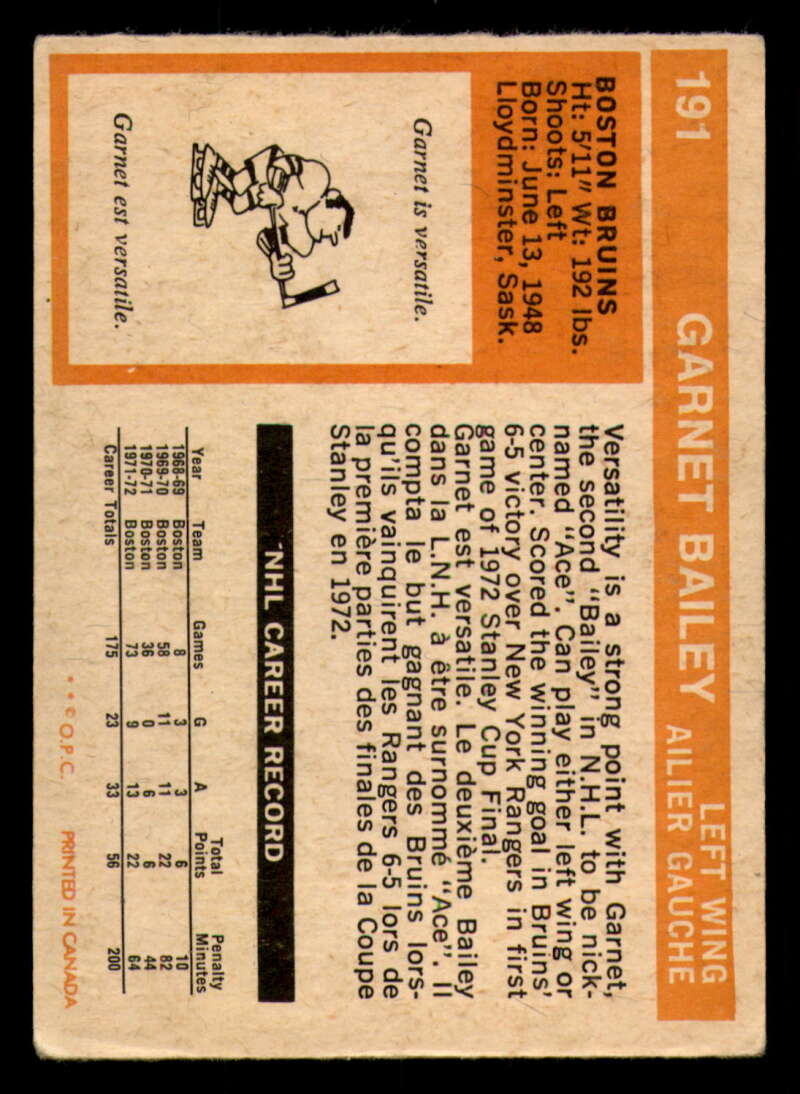 191 GARNET BAILEY
LEFT WING
AILIER GAUCHE
BOSTON BRUINS
Ht: 5'11" Wt: 192 lbs.
Shoots: Left
Born: June 13, 1948
Lloydminster, Sask.
Garnet is versatile.
Garnet est versatile.
Versatility is a strong point with Garnet,
the second "Bailey" in N.H.L. to be nick-
named "Ace". Can play either left wing or
center. Scored the winning goal in Bruins'
6-5 victory over New York Rangers in first
game of 1972 Stanley Cup Final.
Garnet est versatile. Le deuxième Bailey
dans la L.N.H. à être surnommé "Ace". Il
compta le but gagnant des Bruins lors-
qu'ils vainquirent les Rangers 6-5 lors de
la première parties des finales de la Coupe
Stanley en 1972.
NHL CAREER RECORD
Year Team Games G A Total Points Penalty Minutes
1968-69 Boston 8 3 3 6 10
1969-70 Boston 58 11 11 22 82
1970-71 Boston 36 0 6 6 44
1971-72 Boston 73 9 13 22 64
Career Totals 175 23 33 56 200
* * © O.P.C. PRINTED IN CANADA